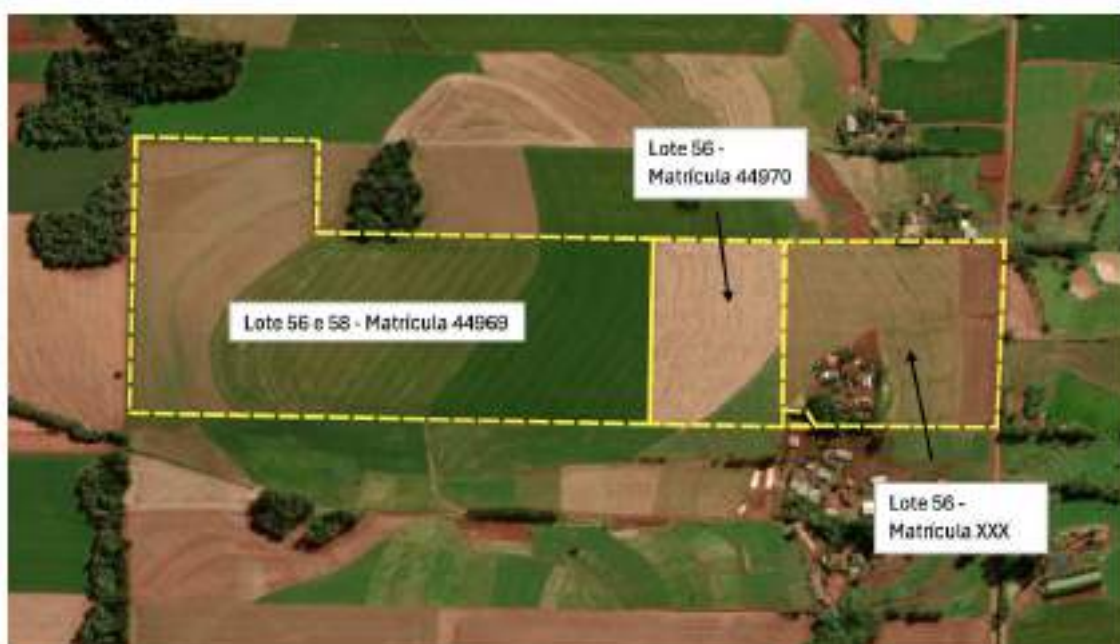 Lote 56 -
Matrícula 44970
Lote 56 e 58 - Matrícula 44969
Lote 56 -
Matrícula XXX